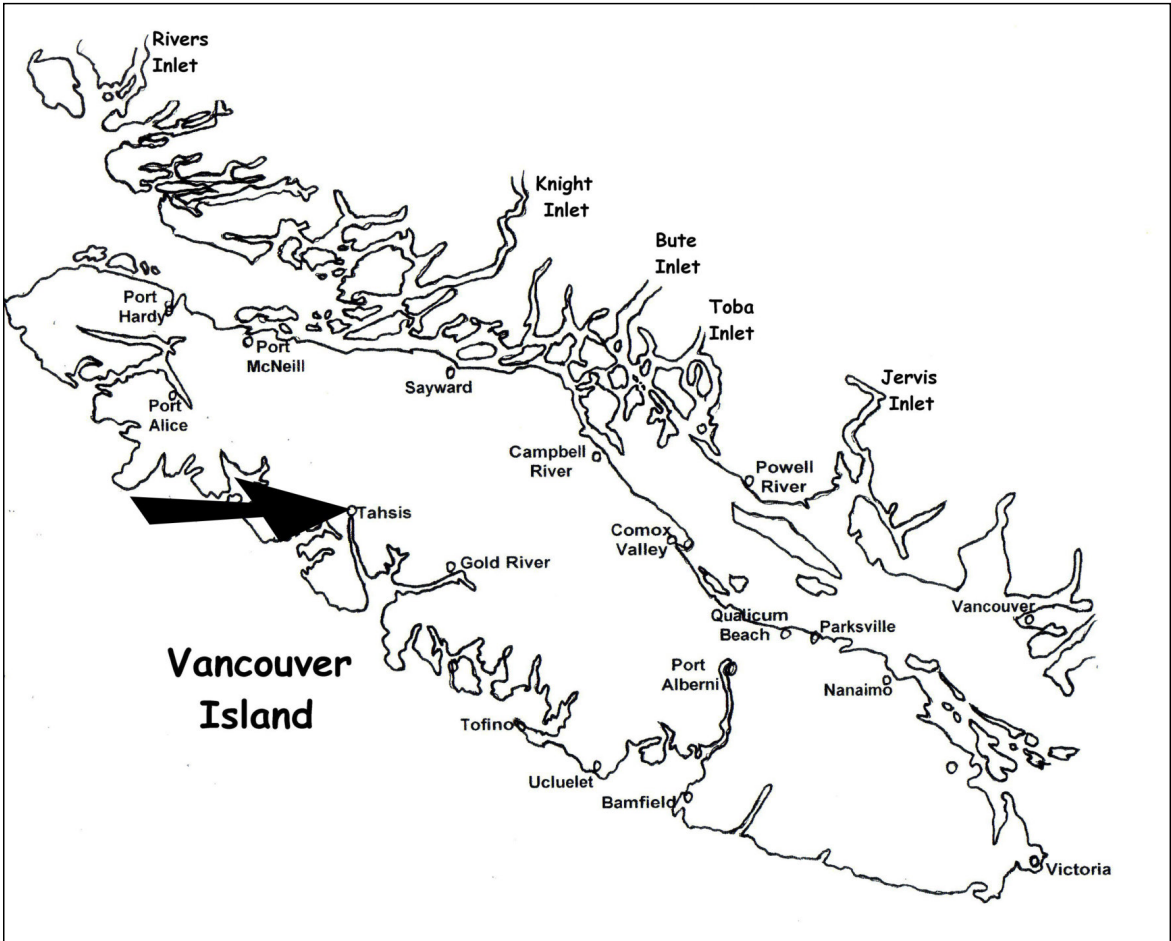 Rivers
Inlet
Knight
Inlet
Bute
Inlet
Toba
Inlet
Port
Hardy
Port
McNeill
Sayward
Jervis
Inlet
Port
Alice
Campbell
River
Powell
River
Tahsis
Comox
Valley
Gold River
Vancouver
Qualicum
Beach
Parksville
Vancouver
Island
Port
Alberni
Nanaimo
Tofino
Ucluelet
Bamfield
Victoria